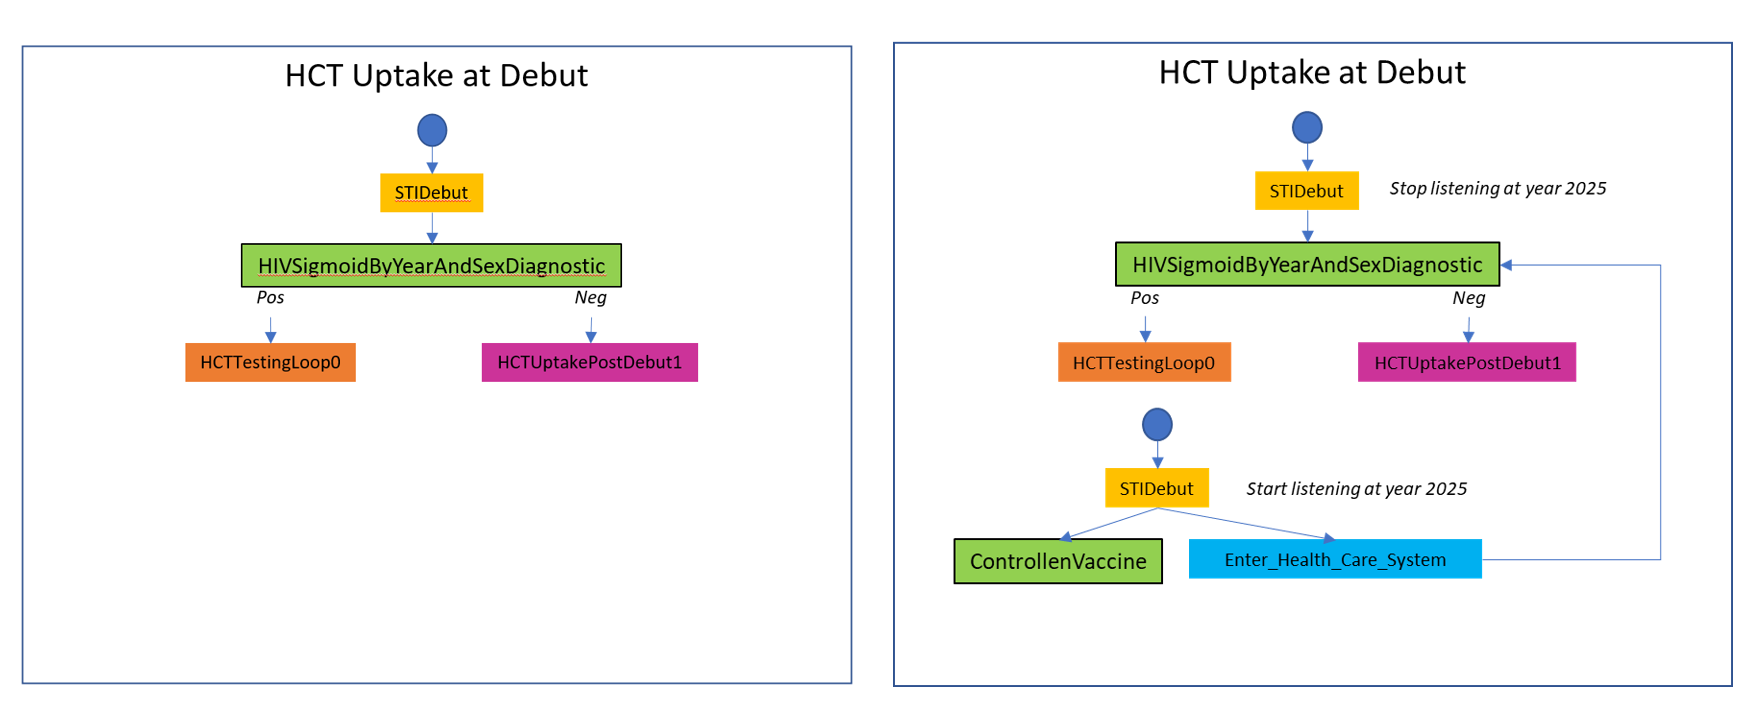 HCT Uptake at Debut
STIDebut
HIVSigmoidByYearAndSexDiagnostic
Pos
Neg
HCTTestingLoop0
HCTUptakePostDebut1
HCT Uptake at Debut
STIDebut
Stop listening at year 2025
HIVSigmoidByYearAndSexDiagnostic
Pos
Neg
HCTTestingLoop0
HCTUptakePostDebut1
STIDebut
Start listening at year 2025
ControllenVaccine
Enter_Health_Care_System